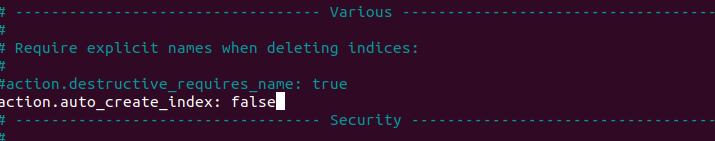 # ---------------------------------- Various -----------------------------------
#
# Require explicit names when deleting indices:
#
#action.destructive_requires_name: true
action.auto_create_index: false
# ---------------------------------- Security ----------------------------------
#